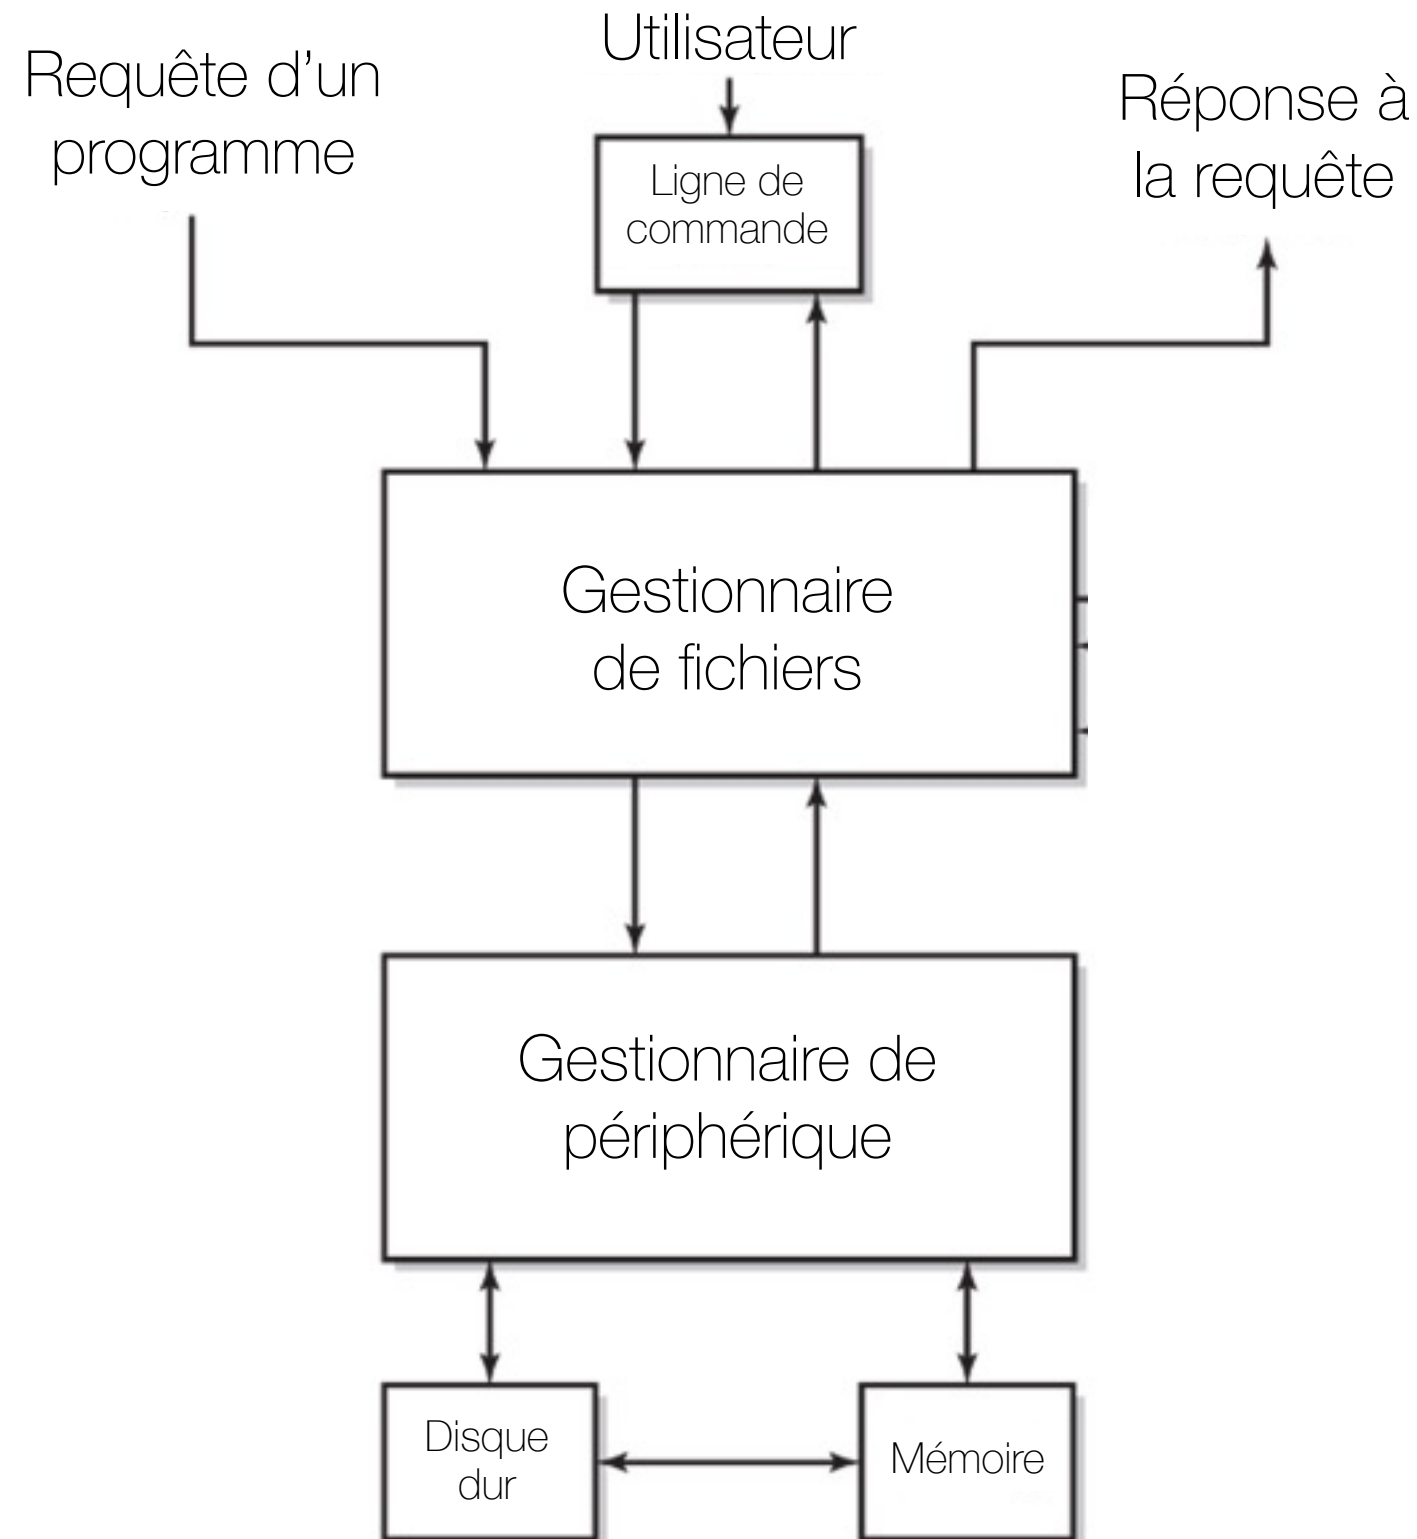 Requête d'un
programme
Utilisateur
Réponse à
la requête
Ligne de
commande
Gestionnaire
de fichiers
Gestionnaire de
périphérique
Disque
dur
Mémoire